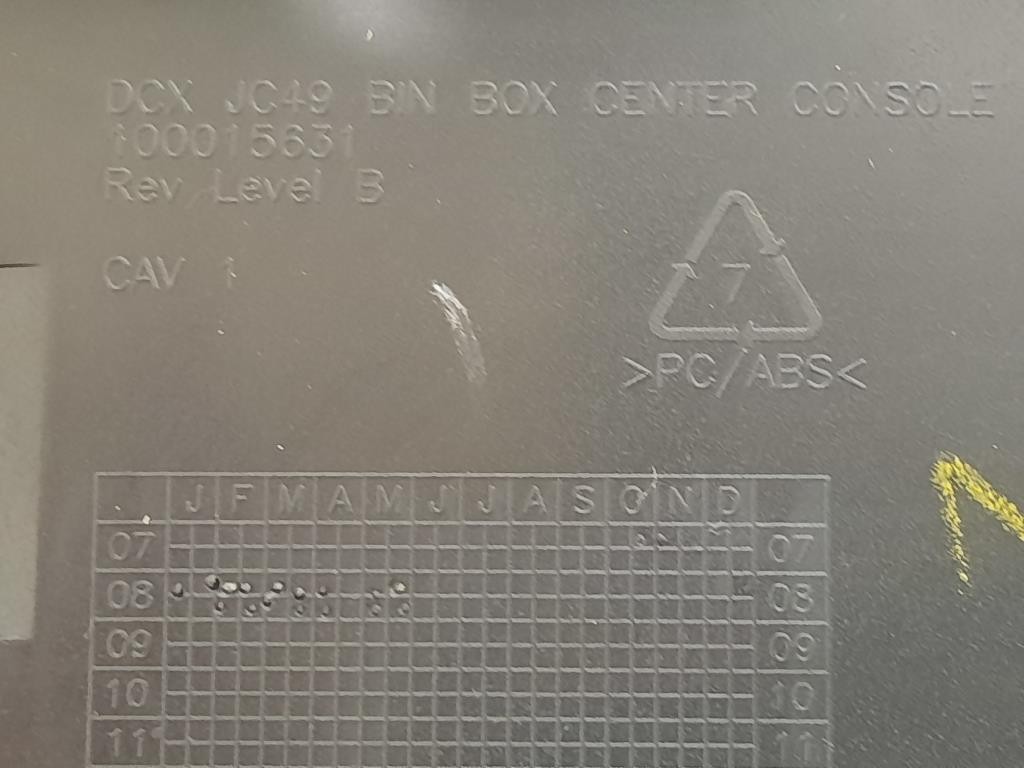 DCX JC49 BIN BOX CENTER CONSOLE
100015631
Rev/Level B
CAV 1
7
>PC/ABS<
J F M A M J J A S O N D
07 07
08 08
09 09
10 10
11 11